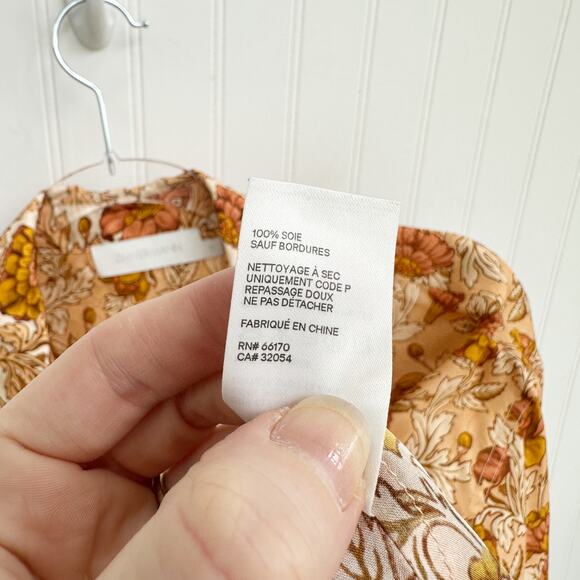 100% SOIE
SAUF BORDURES
NETTOYAGE À SEC
UNIQUEMENT CODE P
REPASSAGE DOUX
NE PAS DÉTACHER
FABRIQUÉ EN CHINE
RN# 66170
CA# 32054